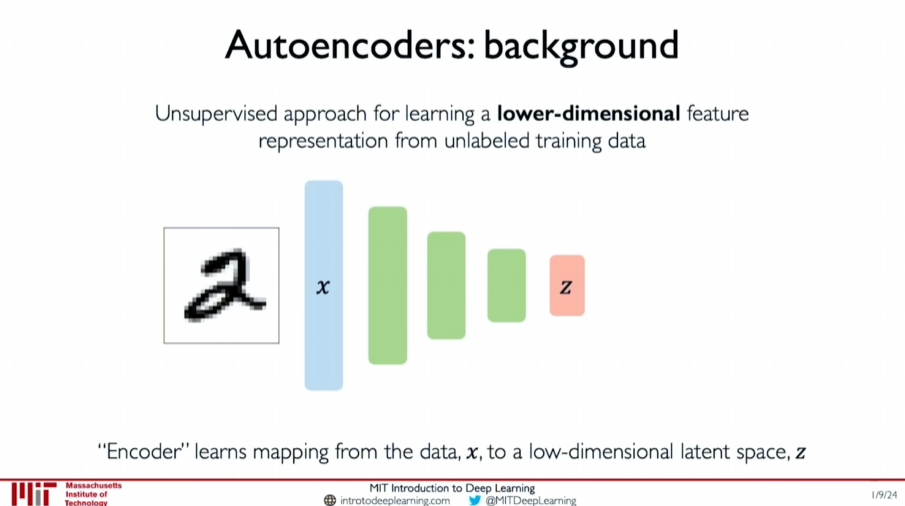 Autoencoders: background
Unsupervised approach for learning a lower-dimensional feature
representation from unlabeled training data
2
x
z
“Encoder” learns mapping from the data, x, to a low-dimensional latent space, z
Massachusetts
Institute of
Technology
MIT Introduction to Deep Learning
introtodeeplearning.com @MITDeepLearning
1/9/24